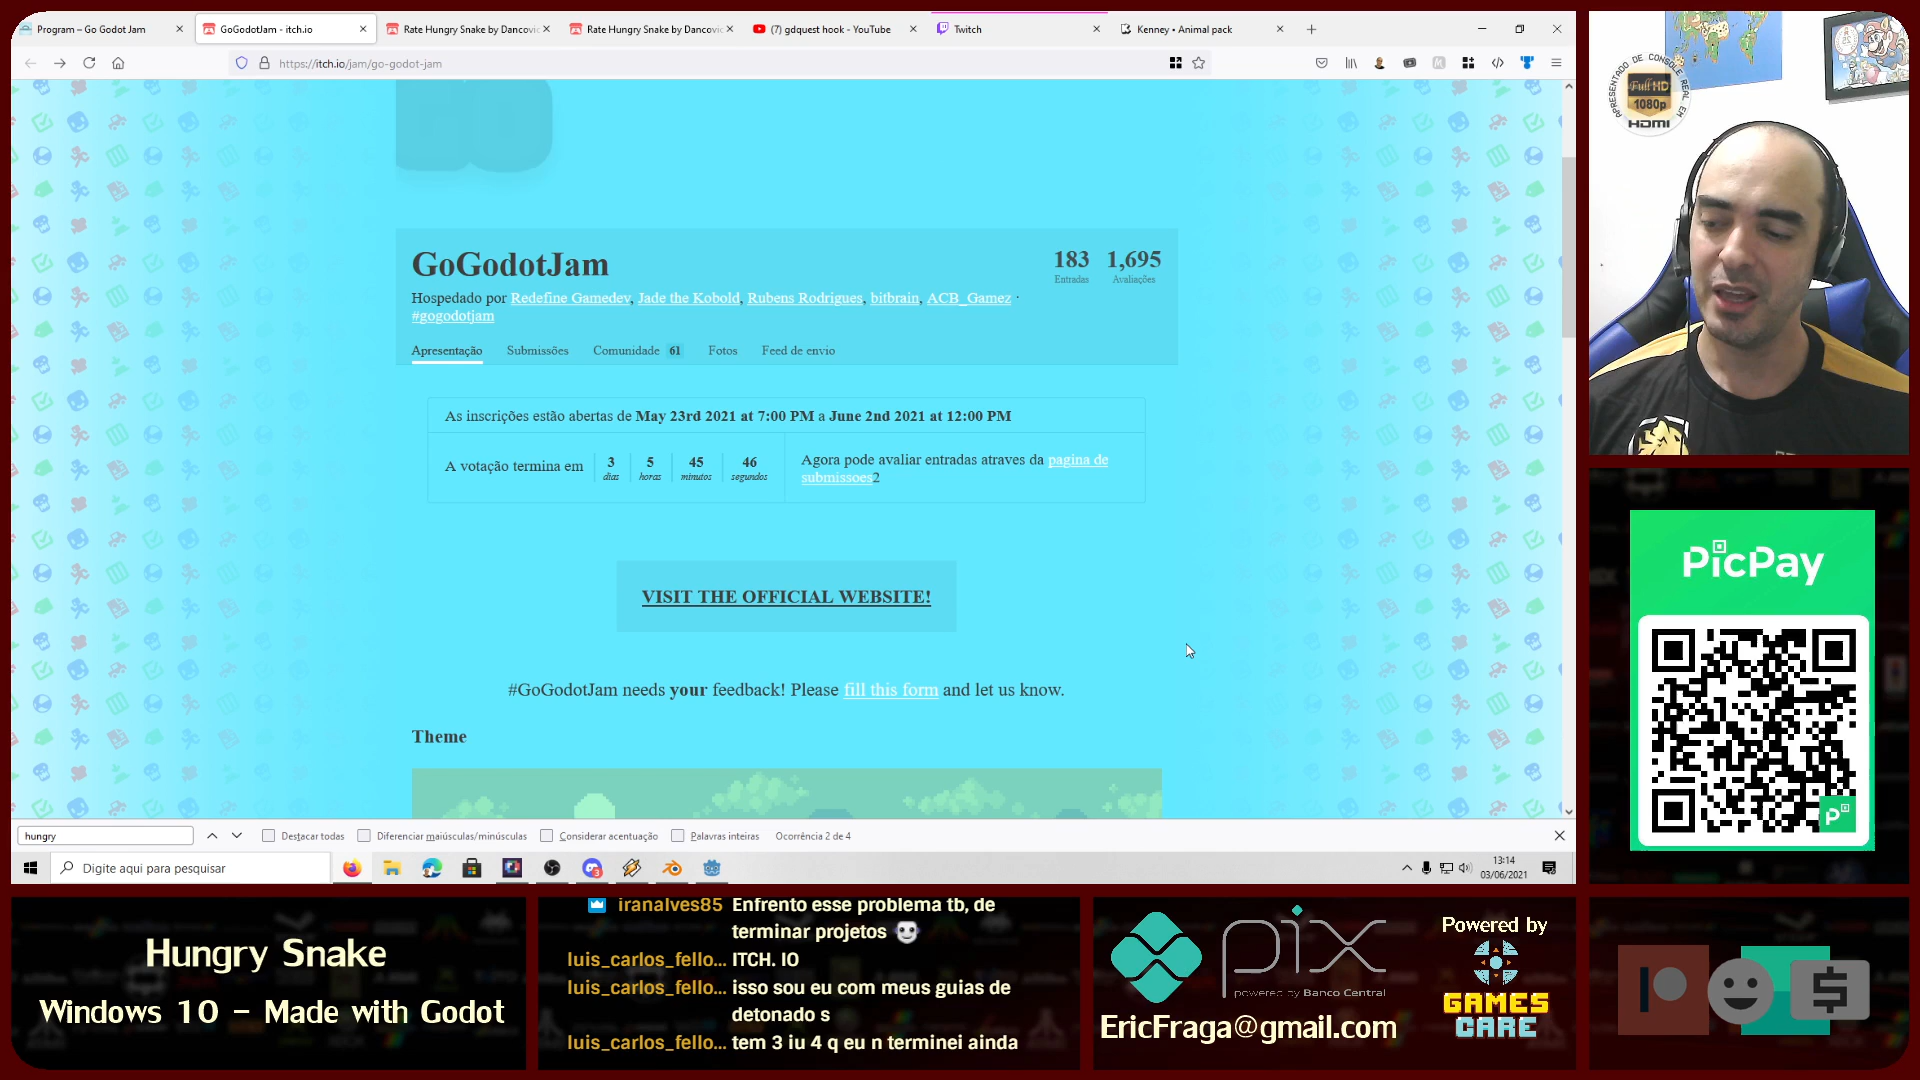 Program – Go Godot Jam
GoGodotJam - itch.io
Rate Hungry Snake by Dancovic
Rate Hungry Snake by Dancovic
(7) gdquest hook - YouTube
Twitch
Kenney • Animal pack
https://itch.io/jam/go-godot-jam
GoGodotJam
183
Entradas
1,695
Avaliações
Hospedado por Redefine Gamedev, Jade the Kobold, Rubens Rodrigues, bitbrain, ACB_Gamez ·
#gogodotjam
Apresentação Submissões Comunidade 61 Fotos Feed de envio
As inscrições estão abertas de May 23rd 2021 at 7:00 PM a June 2nd 2021 at 12:00 PM
A votação termina em
3 dias
5 horas
45 minutos
46 segundos
Agora pode avaliar entradas atraves da pagina de
submissoes2
VISIT THE OFFICIAL WEBSITE!
#GoGodotJam needs your feedback! Please fill this form and let us know.
Theme
hungry
Destacar todas
Diferenciar maiúsculas/minúsculas
Considerar acentuação
Palavras inteiras
Ocorrência 2 de 4
Digite aqui para pesquisar
13:14
03/06/2021
APRESENTADO DE CONSOLE REAL EM
Full HD
1080p
HDMI
PicPay
Hungry Snake
Windows 10 - Made with Godot
iranalves85 Enfrento esse problema tb, de
terminar projetos
luis_carlos_fello... ITCH. IO
luis_carlos_fello... isso sou eu com meus guias de
detonado s
luis_carlos_fello... tem 3 iu 4 q eu n terminei ainda
pix
powered by Banco Central
EricFraga@gmail.com
Powered by
GAMES
CARE